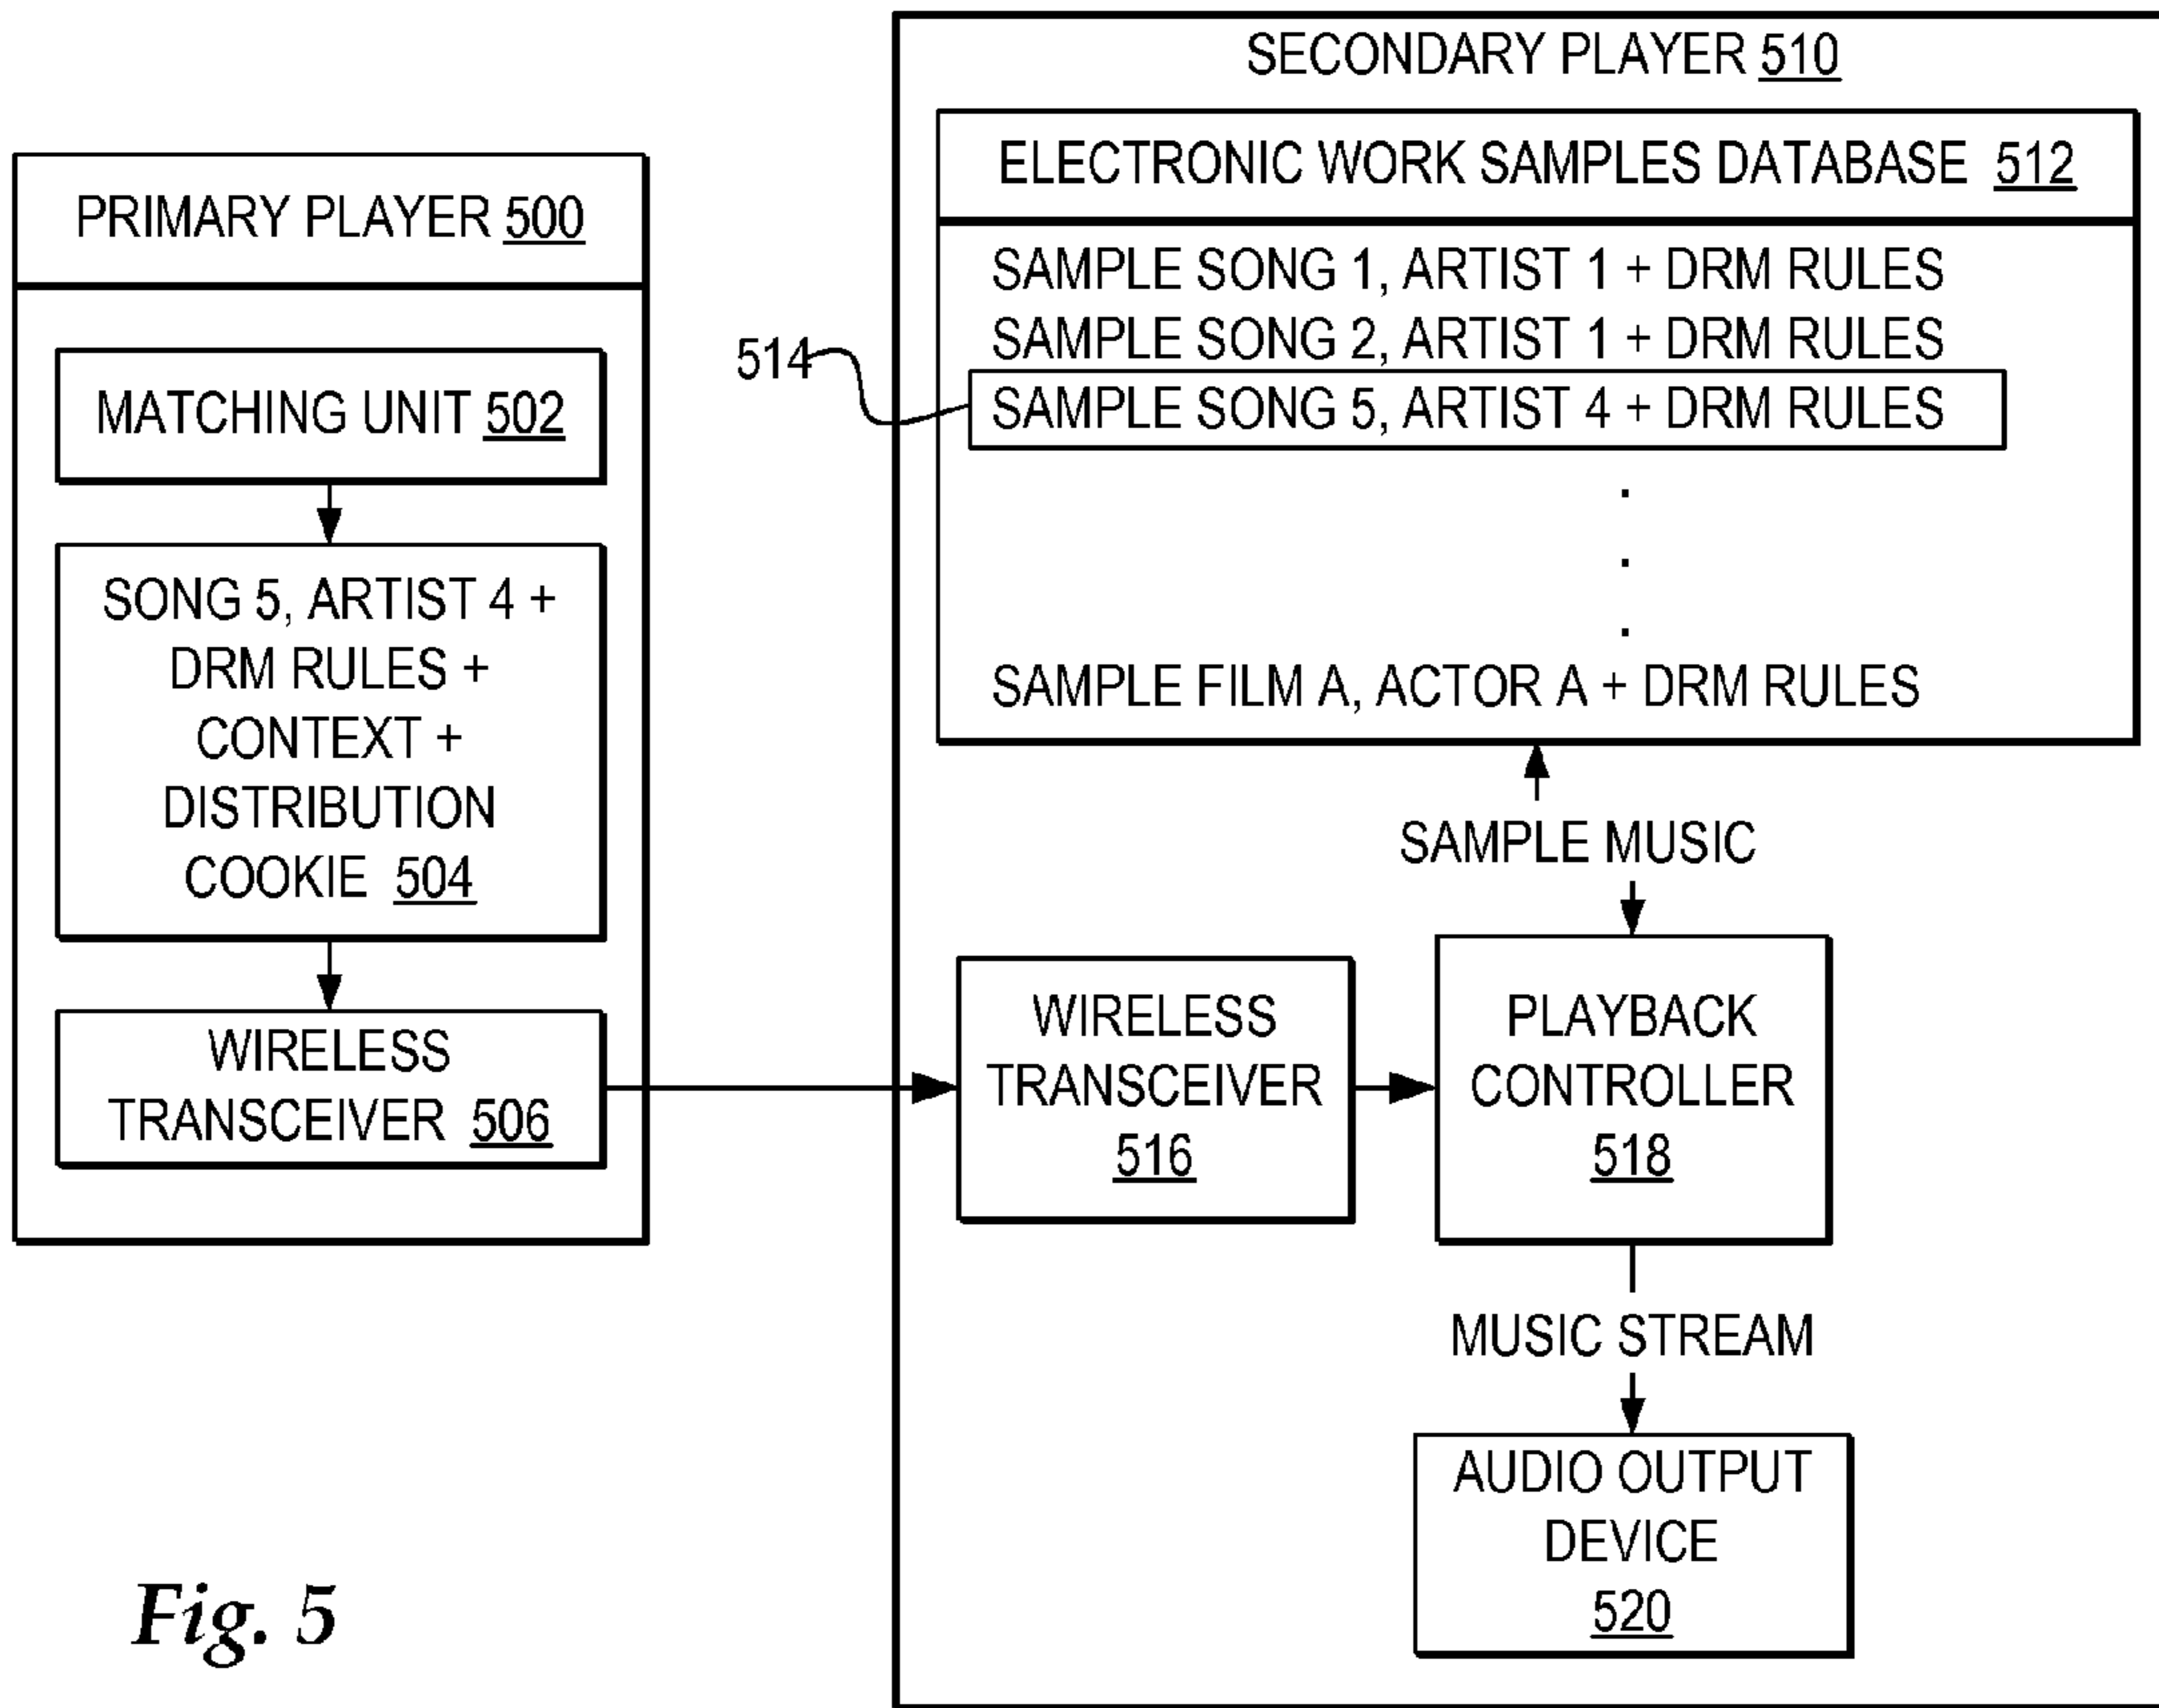 PRIMARY PLAYER 500
MATCHING UNIT 502
SONG 5, ARTIST 4 +
DRM RULES +
CONTEXT +
DISTRIBUTION
COOKIE 504
WIRELESS
TRANSCEIVER 506
SECONDARY PLAYER 510
ELECTRONIC WORK SAMPLES DATABASE 512
SAMPLE SONG 1, ARTIST 1 + DRM RULES
SAMPLE SONG 2, ARTIST 1 + DRM RULES
514
SAMPLE SONG 5, ARTIST 4 + DRM RULES
.
.
.
SAMPLE FILM A, ACTOR A + DRM RULES
SAMPLE MUSIC
WIRELESS
TRANSCEIVER
516
PLAYBACK
CONTROLLER
518
MUSIC STREAM
AUDIO OUTPUT
DEVICE
520
Fig. 5